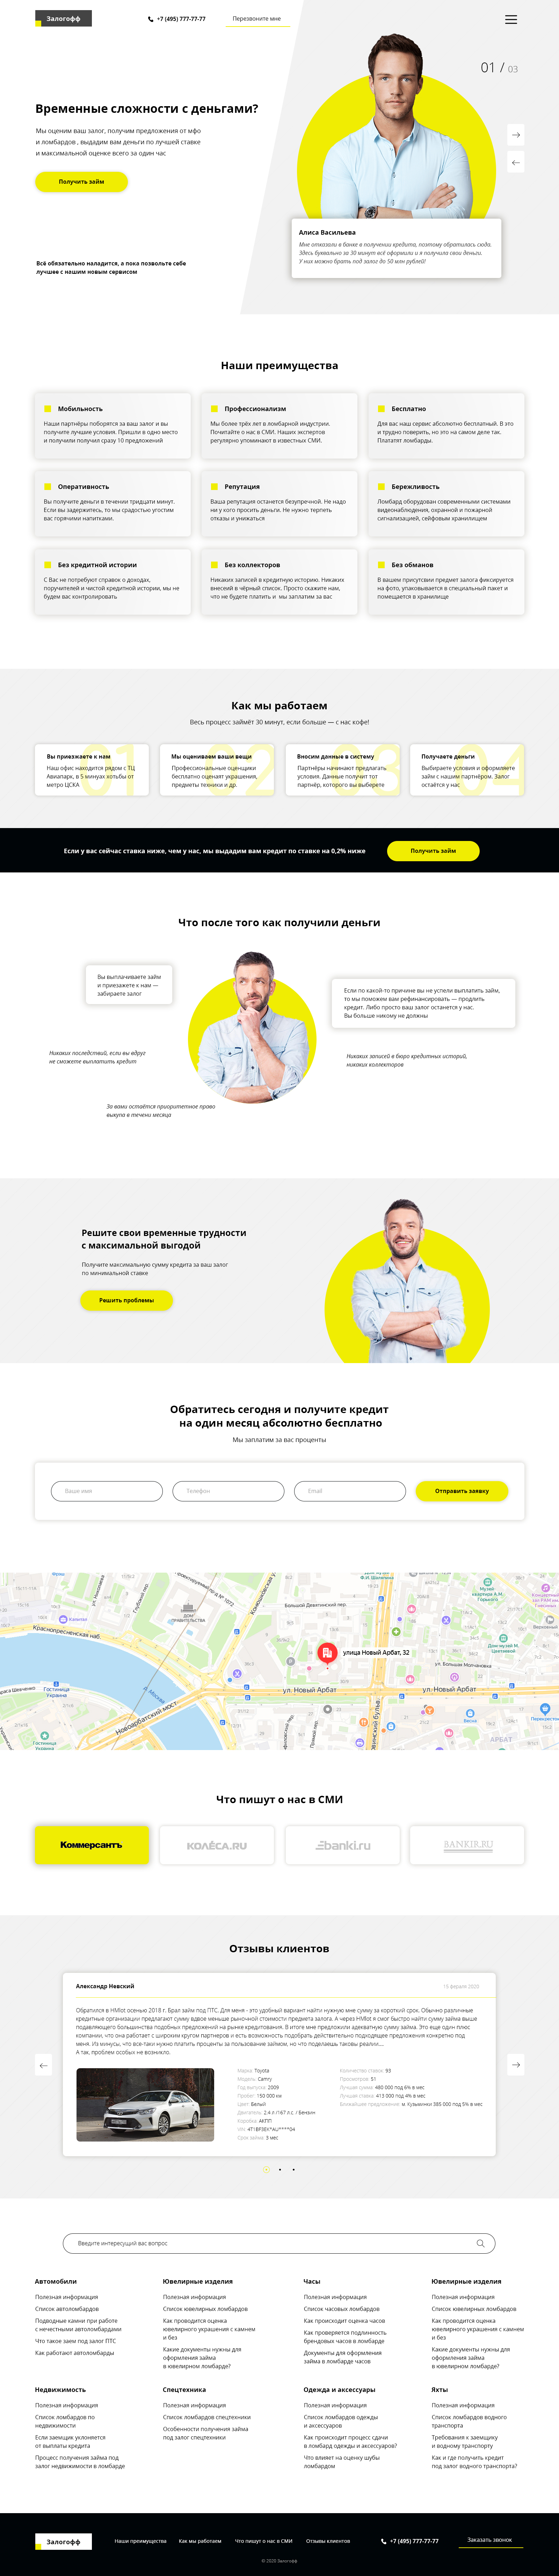 Залогофф
+7 (495) 777-77-77
Перезвоните мне
01 / 03
Временные сложности с деньгами?
Мы оценим ваш залог, получим предложения от мфо
и ломбардов , выдадим вам деньги по лучшей ставке
и максимальной оценке всего за один час
Получить займ
Всё обязательно наладится, а пока позвольте себе
лучшее с нашим новым сервисом
Алиса Васильева
Мне отказали в банке в получении кредита, поэтому обратилась сюда.
Здесь буквально за 30 минут всё оформили и я получила свои деньги.
У них можно брать под залог до 50 млн рублей!
Наши преимущества
Мобильность
Наши партнёры поборятся за ваш залог и вы
получите лучшие условия. Пришли в одно место
и получили получил сразу 10 предложений
Профессионализм
Мы более трёх лет в ломбарной индустрии.
Почитайте о нас в СМИ. Наших экспертов
регулярно упоминают в известных СМИ.
Бесплатно
Для вас наш сервис абсолютно бесплатный. В это
и трудно поверить, но это на самом деле так.
Плататят ломбарды.
Оперативность
Вы получите деньги в течении тридцати минут.
Если вы задержитесь, то мы срадостью угостим
вас горячими напитками.
Репутация
Ваша репутация останется безупречной. Не надо
ни у кого просить деньги. Не нужно терпеть
отказы и унижаться
Бережливость
Ломбард оборудован современными системами
видеонаблюдения, охранной и пожарной
сигнализацией, сейфовым хранилищем
Без кредитной истории
С Вас не потребуют справок о доходах,
поручителей и чистой кредитной истории, мы не
будем вас контролировать
Без коллекторов
Никаких записей в кредитную историю. Никаких
внесений в чёрный список. Просто скажите нам,
что не будете платить и мы заплатим за вас
Без обманов
В вашем присутсвии предмет залога фиксируется
на фото, упаковывается в специальный пакет и
помещается в хранилище
Как мы работаем
Весь процесс займёт 30 минут, если больше — с нас кофе!
01
Вы приезжаете к нам
Наш офис находится рядом с ТЦ
Авиапарк, в 5 минуах хотьбы от
метро ЦСКА
02
Мы оцениваем ваши вещи
Профессиональные оценщики
бесплатно оценаят украшения,
предметы техники и др.
03
Вносим данные в систему
Партнёры начинают предлагать
условия. Данные получит тот
партнёр, которого вы выберете
04
Получаете деньги
Выбираете условия и оформляете
займ с нашим партнёром. Залог
остаётся у нас
Если у вас сейчас ставка ниже, чем у нас, мы выдадим вам кредит по ставке на 0,2% ниже
Получить займ
Что после того как получили деньги
Вы выплачиваете займ
и приезажете к нам —
забираете залог
Если по какой-то причине вы не успели выплатить займ,
то мы поможем вам рефинансировать — продлить
кредит. Либо просто ваш залог останется у нас.
Вы больше никому не должны
Никаких последствий, если вы вдруг
не сможете выплатить кредит
Никаких записей в бюро кредитных историй,
никаких коллекторов
За вами остаётся приоритетное право
выкупа в течени месяца
Решите свои временные трудности
с максимальной выгодой
Получите максимальную сумму кредита за ваш залог
по минимальной ставке
Решить проблемы
Обратитесь сегодня и получите кредит
на один месяц абсолютно бесплатно
Мы заплатим за вас проценты
Ваше имя
Телефон
Email
Отправить заявку
улица Новый Арбат, 32
Краснопресненская наб.
Капитал
ДОМ
ПРАВИТЕЛЬСТВА
Большой Девятинский пер.
Гостиница
Украина
р. Москва
Новоарбатский мост
ул. Новый Арбат
ул. Новый Арбат
ул. Большая Молчановка
Дом музей М.
Цветаевой
Музей-
квартира А.М.
Горького
Весна
АРБАТ
Гостиница
Украина
Что пишут о нас в СМИ
Коммерсантъ
КОЛЁСА.RU
banki.ru
BANKIR.RU
Отзывы клиентов
Александр Невский
Обратился в HMlot осенью 2018 г. Брал займ под ПТС. Для меня - это удобный вариант найти нужную мне сумму за короткий срок. Обычно различные
кредитные организации предлагают сумму вдвое меньше рыночной стоимости предмета залога. А через HMlot я смог быстро найти сумму займа выше
среднего показателя подобных предложений на рынке кредитования. В итоге мне предложили адекватную сумму займа. Это еще один плюс
компании, что она работает с широким кругом партнеров и есть возможность подобрать действительно подходящее предложения конкретно под
меня. Из минусы, что все-таки нужно платить проценты за пользование займом, но что поделаешь таковы реалии....
А так, проблем особых не возникло.
Марка: Toyota
Модель: Camry
Год выпуска: 2009
Пробег: 150 000 км
Цвет: Белый
Двигатель: 2.4 л /167 л.с. / Бензин
Коробка: АКПП
Срок займа: 3 мес
Количество ставок: 93
Просмотров: 51
Лучшая сумма: 480 000 под 6% в мес
Лучшая ставка: 413 000 под 4% в мес
Ближайшее предложение: м. Кузьминки 385 000 под 5% в мес
Введите интересущий вас вопрос
Автомобили
Полезная информация
Список автоломбардов
Подводные камни при работе
с нечестными автоломбардами
Что такое заем под залог ПТС
Как работают автоломбарды
Ювелирные изделия
Полезная информация
Список ювелирных ломбардов
Как проводится оценка
ювелирного украшения с камнем
и без
Какие документы нужны для
оформления займа
в ювелирном ломбарде?
Часы
Полезная информация
Список часовых ломбардов
Как происходит оценка часов
Как проверяется подлинность
брендовых часов в ломбарде
Документы для оформления
займа в ломбарде часов
Ювелирные изделия
Полезная информация
Список ювелирных ломбардов
Как проводится оценка
ювелирного украшения с камнем
и без
Какие документы нужны для
оформления займа
в ювелирном ломбарде?
Недвижимость
Полезная информация
Список ломбардов по
недвижимости
Если заемщик уклоняется
от выплаты кредита
Процесс получения займа под
залог недвижимости в ломбарде
Спецтехника
Полезная информация
Список ломбардов спецтехники
Особенности получения займа
под залог спецтехники
Одежда и аксессуары
Полезная информация
Список ломбардов одежды
и аксессуаров
Как происходит процесс сдачи
в ломбард одежды и аксессуаров?
Что влияет на оценку шубы
ломбардом
Яхты
Полезная информация
Список ломбардов водного
транспорта
Требования к заемщику
и водному транспорту
Как и где получить кредит
под залог водного транспорта?
Залогофф
Наши преимущества
Как мы работаем
Что пишут о нас в СМИ
Отзывы клиентов
+7 (495) 777-77-77
Заказать звонок
© 2020 Залогофф